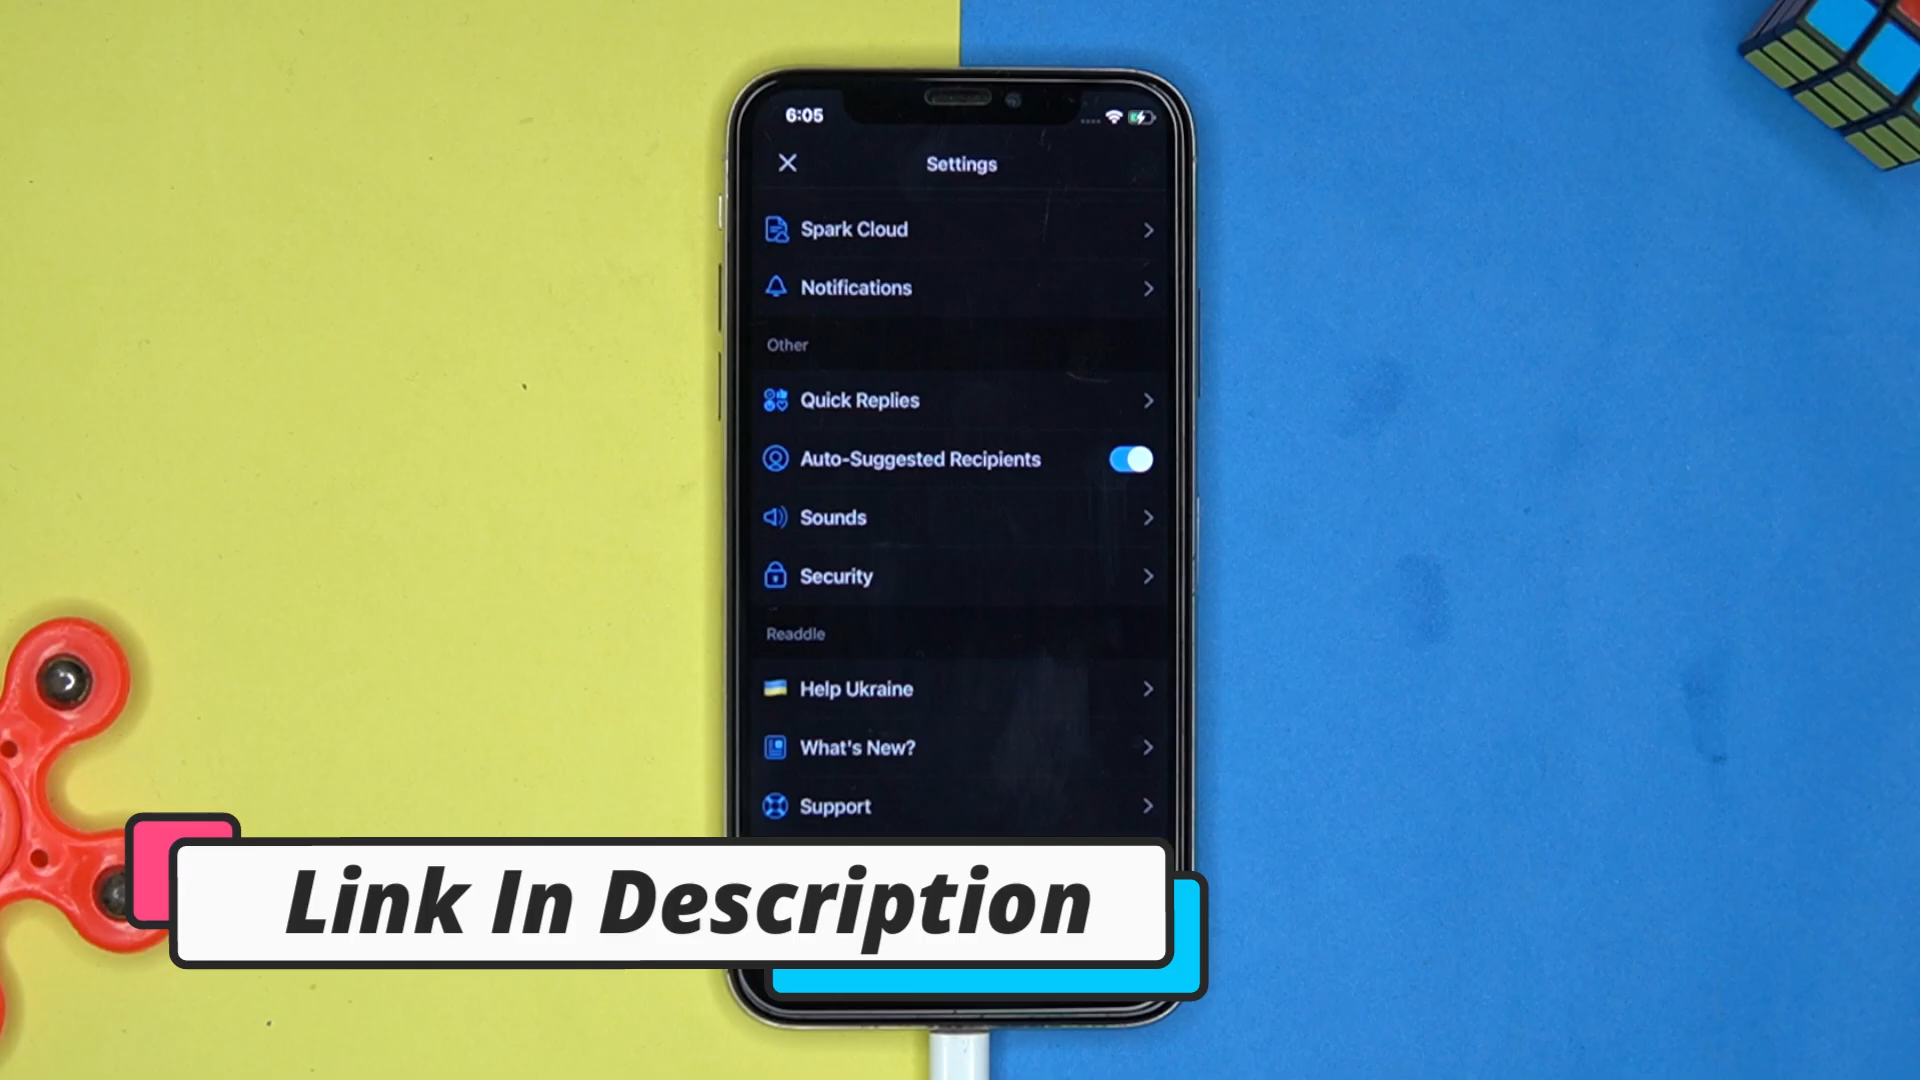 6:05
Settings
Spark Cloud
Notifications
Other
Quick Replies
Auto-Suggested Recipients
Sounds
Security
Readdle
Help Ukraine
What's New?
Support
Link In Description